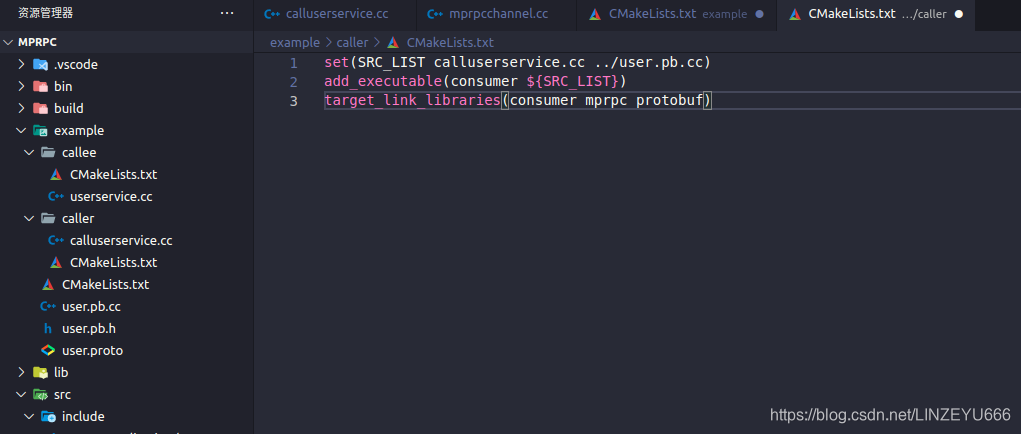 资源管理器 ···
calluserservice.cc mprpcchannel.cc CMakeLists.txt example CMakeLists.txt .../caller
MPRPC
.vscode
bin
build
example
callee
CMakeLists.txt
userservice.cc
caller
calluserservice.cc
CMakeLists.txt
CMakeLists.txt
user.pb.cc
user.pb.h
user.proto
lib
src
include
example > caller > CMakeLists.txt
1 set(SRC_LIST calluserservice.cc ../user.pb.cc)
2 add_executable(consumer ${SRC_LIST})
3 target_link_libraries(consumer mprpc protobuf)
https://blog.csdn.net/LINZEYU666